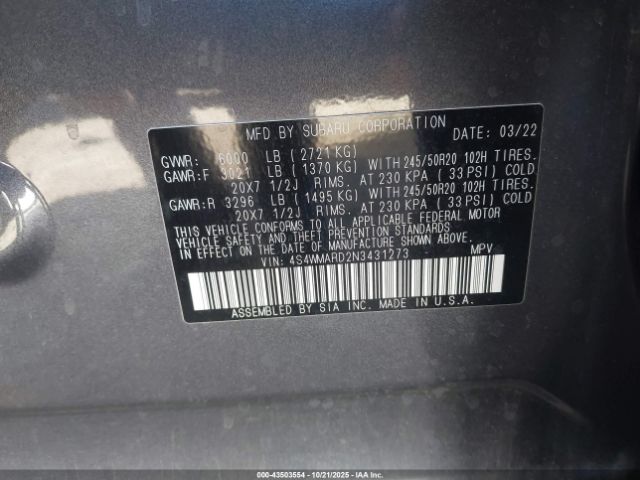 MFD BY SUBARU CORPORATION DATE: 03/22
GVWR: 6000 LB (2721 KG)
GAWR: F 3021 LB (1370 KG) WITH 245/50R20 102H TIRES.
20X7 1/2J RIMS. AT 230 KPA (33 PSI) COLD
GAWR: R 3296 LB (1495 KG) WITH 245/50R20 102H TIRES.
20X7 1/2J RIMS. AT 230 KPA (33 PSI) COLD
THIS VEHICLE CONFORMS TO ALL APPLICABLE FEDERAL MOTOR
VEHICLE SAFETY AND THEFT PREVENTION STANDARDS
IN EFFECT ON THE DATE OF MANUFACTURE SHOWN ABOVE.
VIN: 4S4WMARD2N3431273 MPV
ASSEMBLED BY SIA INC. MADE IN U.S.A.
000-43503554 | 10/21/2025 | IAAI.COM